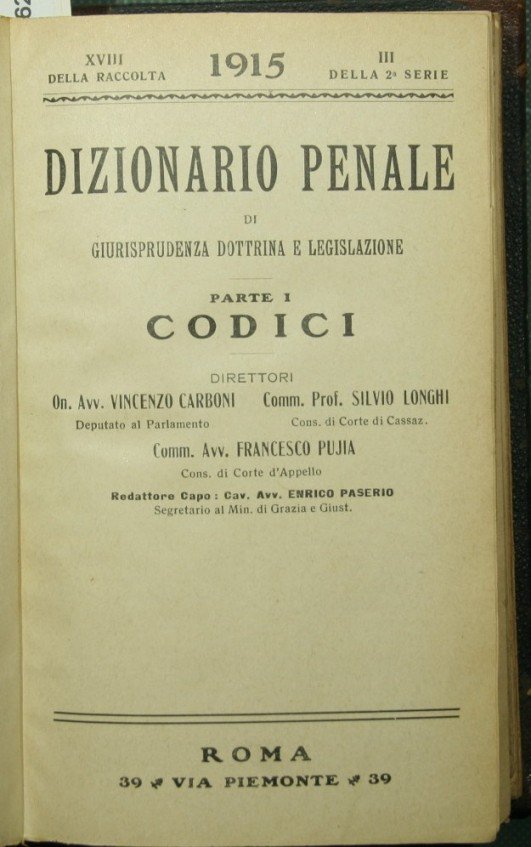 XVIII
DELLA RACCOLTA
1915
III
DELLA 2ª SERIE
DIZIONARIO PENALE
DI
GIURISPRUDENZA DOTTRINA E LEGISLAZIONE
PARTE I
CODICI
DIRETTORI
On. Avv. VINCENZO CARBONI
Deputato al Parlamento
Comm. Prof. SILVIO LONGHI
Cons. di Corte di Cassaz.
Comm. Avv. FRANCESCO PUJIA
Cons. di Corte d'Appello
Redattore Capo: Cav. Avv. ENRICO PASERIO
Segretario al Min. di Grazia e Giust.
ROMA
39 VIA PIEMONTE 39